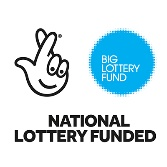 BIG
LOTTERY
FUND
NATIONAL
LOTTERY FUNDED